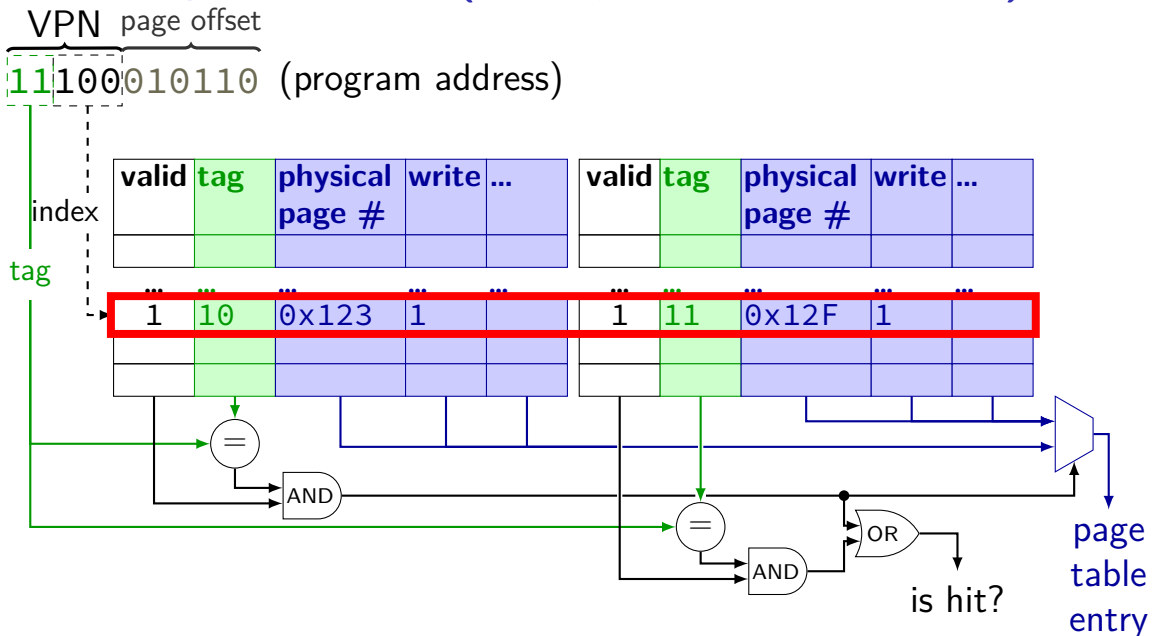 VPN page offset
11100010110 (program address)
valid tag physical page # write ... valid tag physical page # write ...
index
tag
... ... ... ... ... ... ... ... ... ...
1 10 0x123 1 1 11 0x12F 1
=
AND
=
OR
AND
is hit?
page
table
entry